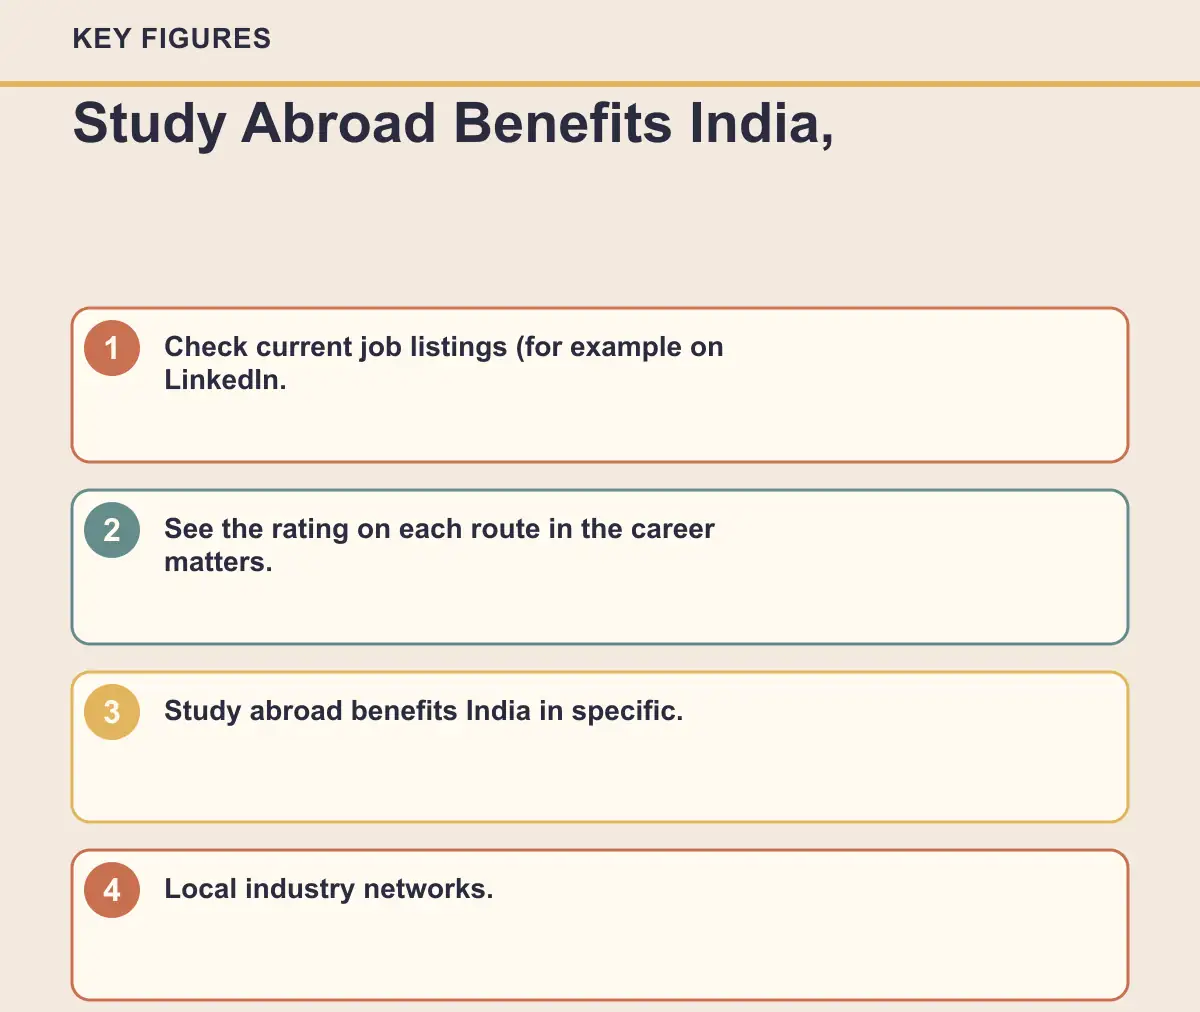 KEY FIGURES
Study Abroad Benefits India,
1
Check current job listings (for example on
LinkedIn.
2
See the rating on each route in the career
matters.
3
Study abroad benefits India in specific.
4
Local industry networks.